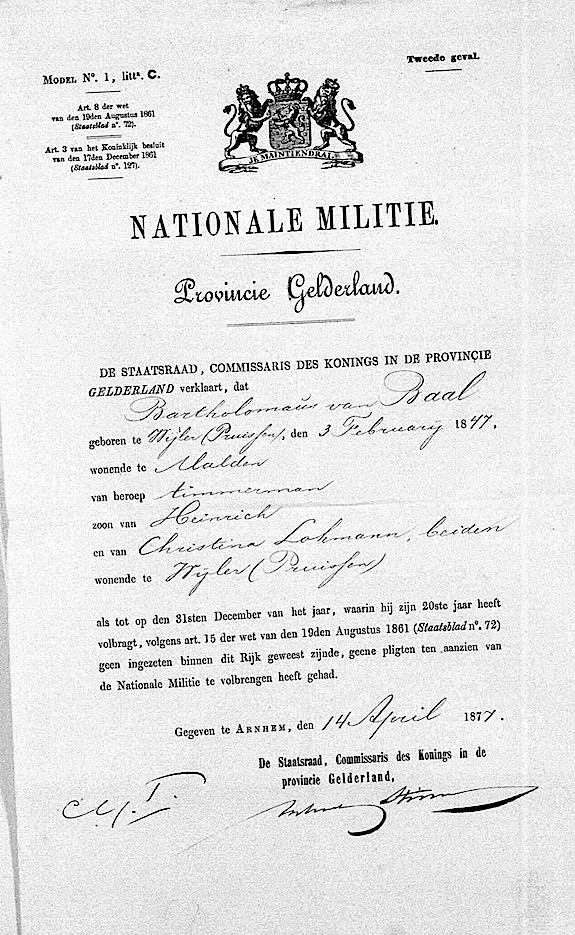 Tweede geval.
MODEL Nº. 1, littª. C.
Art. 8 der wet
van den 19den Augustus 1861
(Staatsblad nº. 72).
Art. 3 van het Koninklijk besluit
van den 17den December 1861
(Staatsblad nº. 127).
JE MAINTIENDRAI.
NATIONALE MILITIE.
Provincie Gelderland.
DE STAATSRAAD, COMMISSARIS DES KONINGS IN DE PROVINCIE
GELDERLAND verklaart, dat
Bartholomaüs van Baal
geboren te Wijler (Pruissen), den 3 February 1847,
wonende te Malden
van beroep timmerman
zoon van Heinrich
en van Christina Lohmann, beiden
wonende te Wijler (Pruissen)
als tot op den 31sten December van het jaar, waarin hij zijn 20ste jaar heeft
volbragt, volgens art. 15 der wet van den 19den Augustus 1861 (Staatsblad nº. 72)
geen ingezeten binnen dit Rijk geweest zijnde, geene pligten ten aanzien van
de Nationale Militie te volbrengen heeft gehad.
Gegeven te ARNHEM, den 14 April 1877.
De Staatsraad, Commissaris des Konings in de
provincie Gelderland,